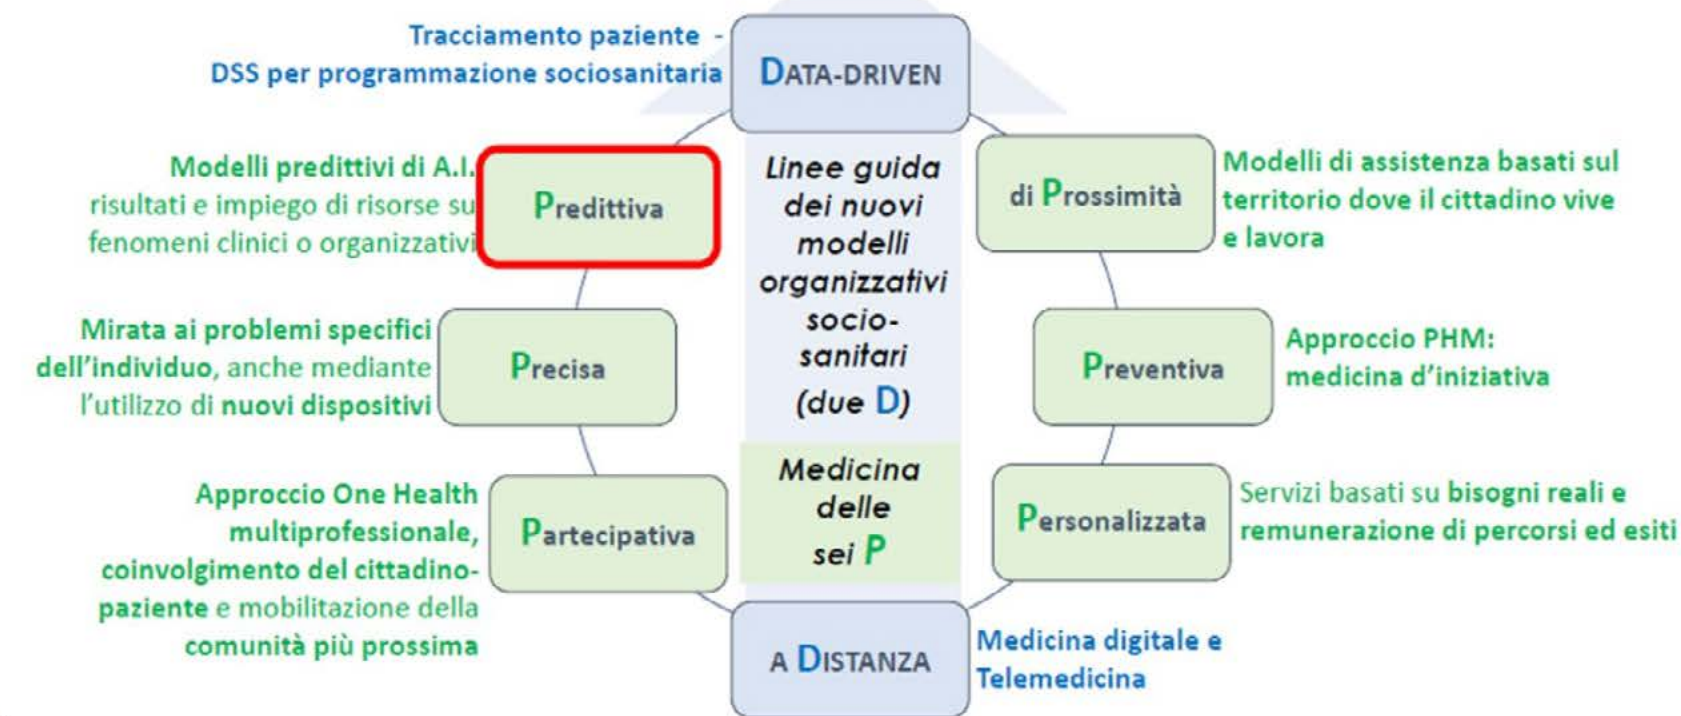 Tracciamento paziente -
DSS per programmazione sociosanitaria
DATA-DRIVEN
Modelli predittivi di A.I.
risultati e impiego di risorse su
fenomeni clinici o organizzativi
Predittiva
Linee guida
dei nuovi
modelli
organizzativi
socio-
sanitari
(due D)
di Prossimità
Modelli di assistenza basati sul
territorio dove il cittadino vive
e lavora
Mirata ai problemi specifici
dell'individuo, anche mediante
l'utilizzo di nuovi dispositivi
Precisa
Preventiva
Approccio PHM:
medicina d'iniziativa
Approccio One Health
multiprofessionale,
coinvolgimento del cittadino-
paziente e mobilitazione della
comunità più prossima
Partecipativa
Medicina
delle
sei P
Personalizzata
Servizi basati su bisogni reali e
remunerazione di percorsi ed esiti
A DISTANZA
Medicina digitale e
Telemedicina